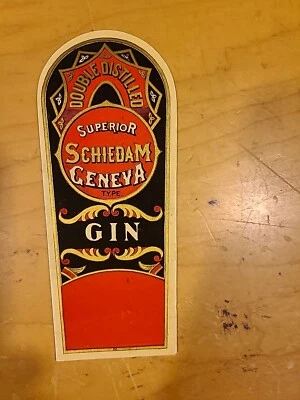 DOUBLE DISTILLED
SUPERIOR
SCHIEDAM
GENEVA
TYPE
GIN